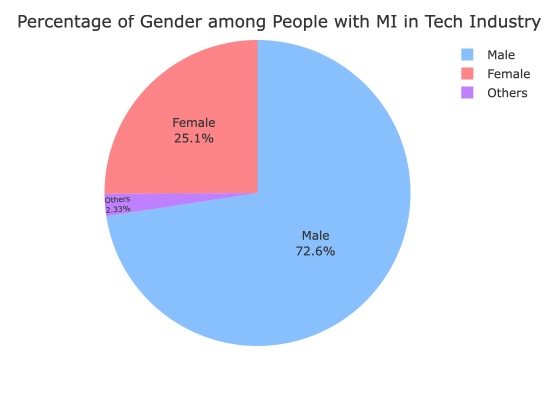 Percentage of Gender among People with MI in Tech Industry
Male
Female
Others
Female
25.1%
Others
2.33%
Male
72.6%